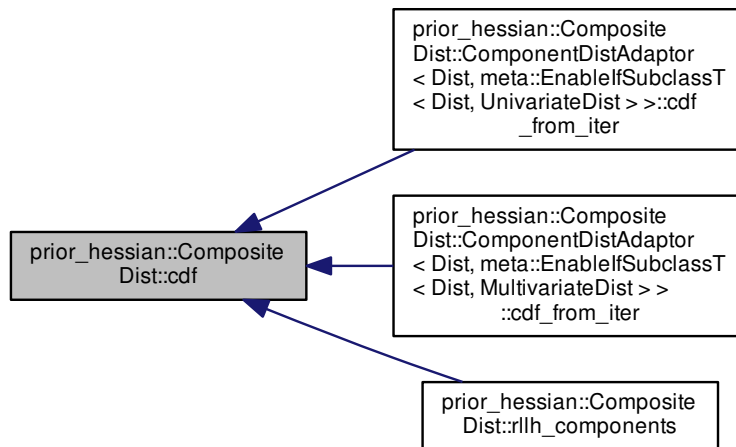 prior_hessian::Composite
Dist::cdf
prior_hessian::Composite
Dist::ComponentDistAdaptor
< Dist, meta::EnableIfSubclassT
< Dist, UnivariateDist > >::cdf
_from_iter
prior_hessian::Composite
Dist::ComponentDistAdaptor
< Dist, meta::EnableIfSubclassT
< Dist, MultivariateDist > >
::cdf_from_iter
prior_hessian::Composite
Dist::rllh_components